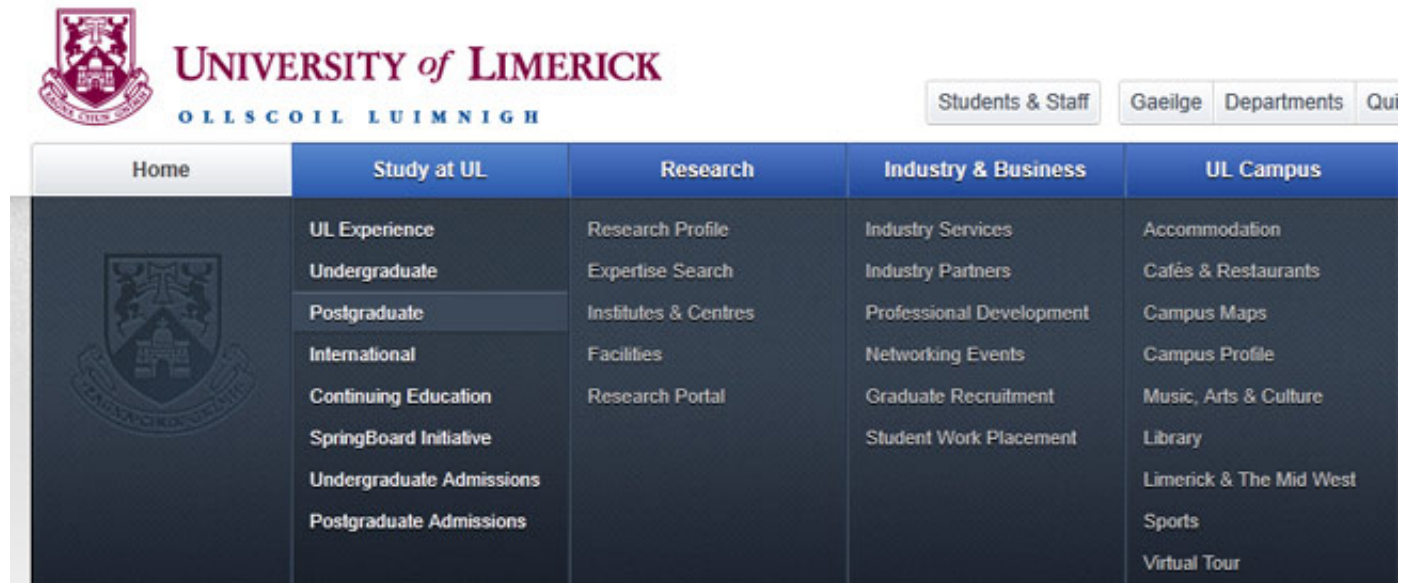 UNIVERSITY of LIMERICK
OLLSCOIL LUIMNIGH
Students & Staff
Gaeilge Departments Qui
Home Study at UL Research Industry & Business UL Campus
UL Experience
Undergraduate
Postgraduate
International
Continuing Education
SpringBoard Initiative
Undergraduate Admissions
Postgraduate Admissions
Research Profile
Expertise Search
Institutes & Centres
Facilities
Research Portal
Industry Services
Industry Partners
Professional Development
Networking Events
Graduate Recruitment
Student Work Placement
Accommodation
Cafés & Restaurants
Campus Maps
Campus Profile
Music, Arts & Culture
Library
Limerick & The Mid West
Sports
Virtual Tour